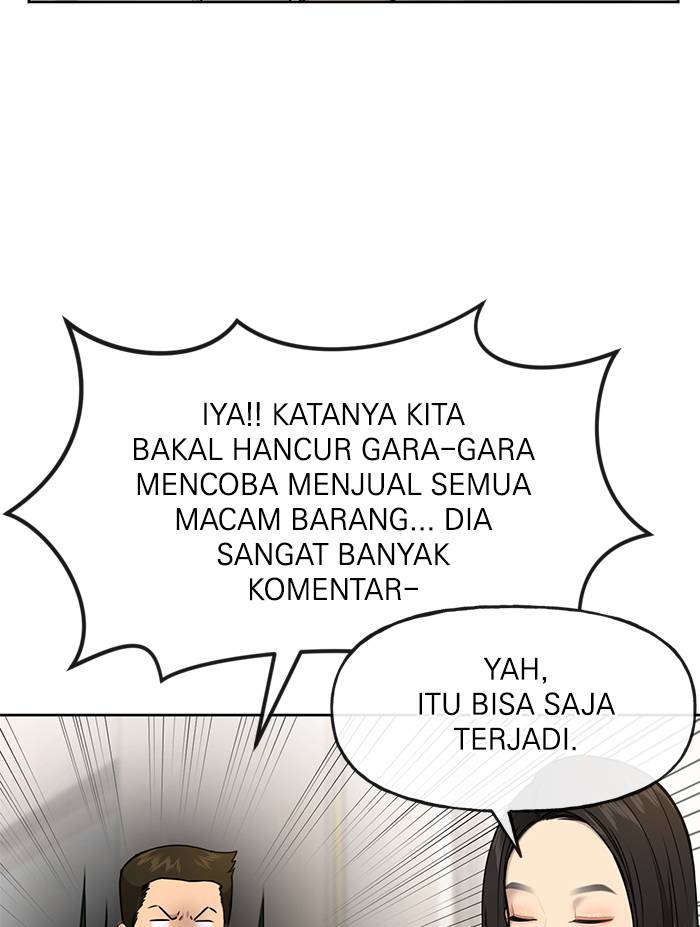 IYA!! KATANYA KITA
BAKAL HANCUR GARA-GARA
MENCOBA MENJUAL SEMUA
MACAM BARANG... DIA
SANGAT BANYAK
KOMENTAR-
YAH,
ITU BISA SAJA
TERJADI.